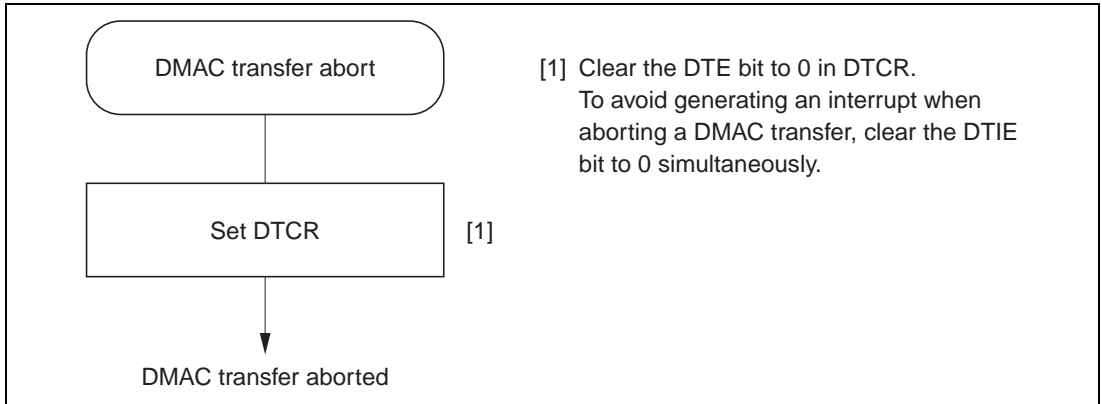 DMAC transfer abort
[1] Clear the DTE bit to 0 in DTCR.
To avoid generating an interrupt when
aborting a DMAC transfer, clear the DTIE
bit to 0 simultaneously.
Set DTCR
[1]
DMAC transfer aborted